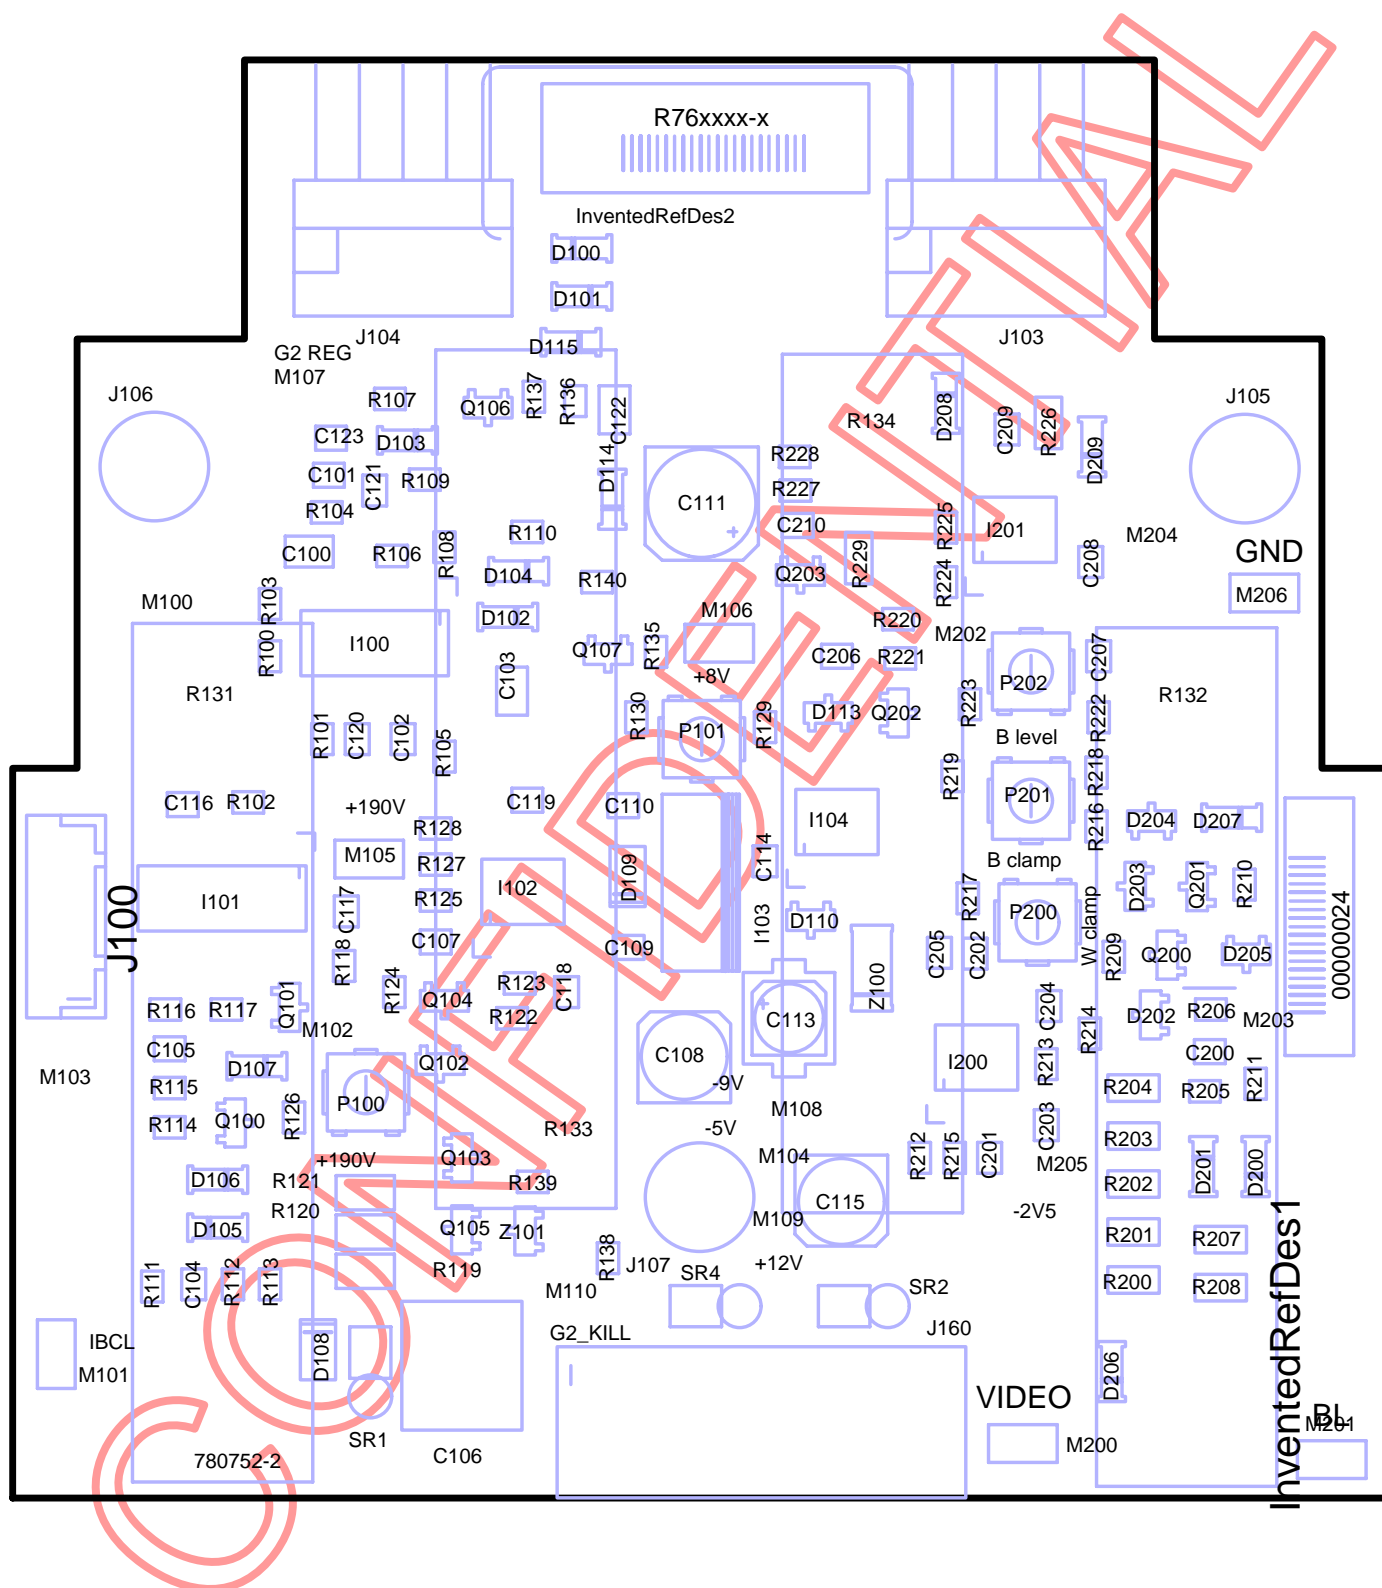 R76xxxx-x
InventedRefDes2
D100
D101
J104
D115
J103
G2 REG
M107
J106
R107
Q106
R137
R136
C122
R134
D208
C209
R226
J105
C123
D103
D114
R228
D209
C101
C121
R109
R227
C111
R104
R110
C210
R225
I201
M204
C100
R106
R108
D104
R140
Q203
R229
R224
C208
GND
M206
M100
R103
D102
M106
R220
M202
R100
I100
Q107
R135
C206
R221
C207
+8V
R131
C103
P202
R132
R101
C120
C102
R105
R130
P101
R129
D113
Q202
R223
R222
B level
C116
R102
+190V
C119
C110
R219
P201
R218
R128
I104
R216
D204
D207
M105
R127
D109
C114
B clamp
I101
C117
R125
I102
I103
D110
R217
P200
W clamp
D203
Q201
R210
J100
R118
C107
C109
C205
C202
R209
Q200
D205
00000024
R116
R117
Q101
R124
Q104
R123
R122
C118
Z100
C204
R214
D202
R206
M203
M102
C113
C105
D107
Q102
C108
I200
R213
C200
M103
R115
P100
-9V
R204
R205
R211
R114
Q100
R126
M108
C203
R133
-5V
R203
+190V
Q103
M104
R212
R215
C201
M205
D201
D200
D106
R121
R139
R202
R120
C115
-2V5
D105
Q105
Z101
M109
R201
R207
R138
J107
+12V
R111
C104
R112
R113
R119
M110
SR4
SR2
R200
R208
InventedRefDes1
IBCL
M101
D108
G2_KILL
J160
D206
VIDEO
BL
M201
SR1
C106
M200
780752-2
CONFIDENTIAL